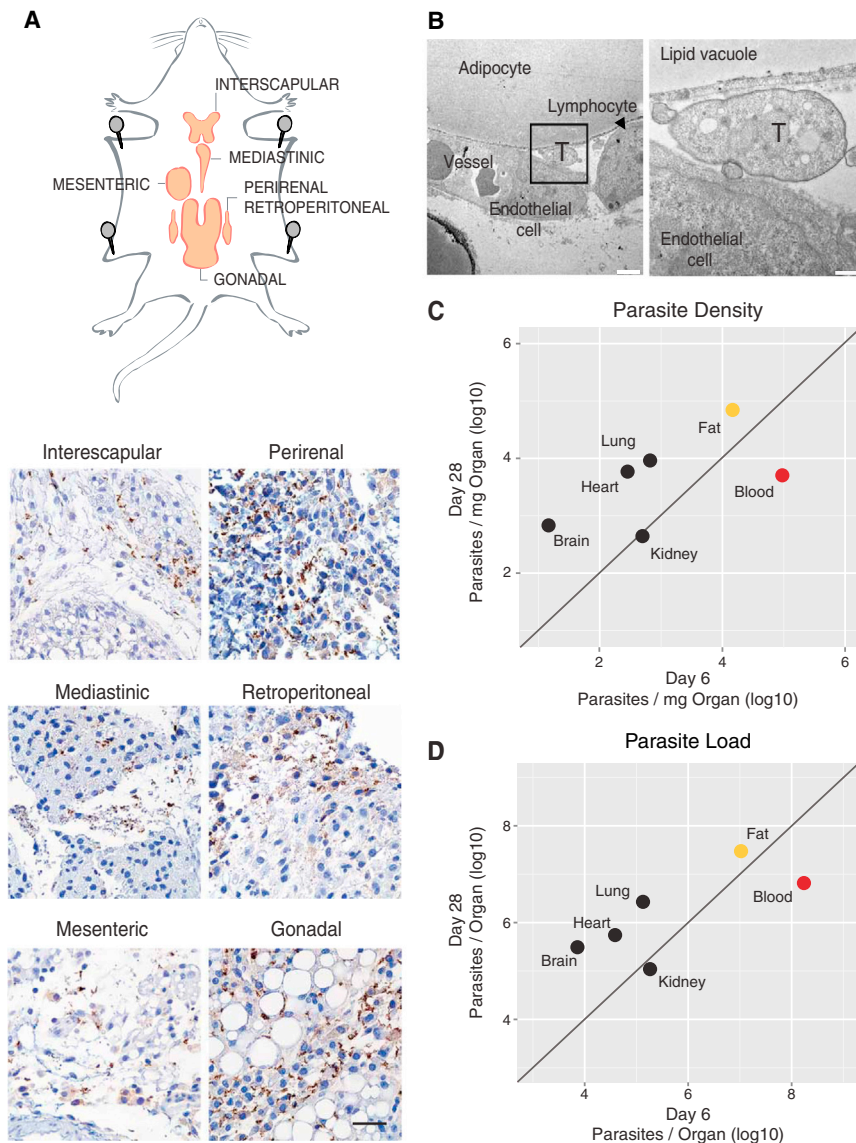 A
INTERSCAPULAR
MEDIASTINIC
MESENTERIC
PERIRENAL
RETROPERITONEAL
GONADAL
Interescapular
Perirenal
Mediastinic
Retroperitoneal
Mesenteric
Gonadal
B
Adipocyte
Lymphocyte
T
Vessel
Endothelial
cell
Lipid vacuole
T
Endothelial
cell
C
Parasite Density
Day 28
Parasites / mg Organ (log10)
6
4
2
Fat
Lung
Heart
Blood
Brain
Kidney
2
4
6
Day 6
Parasites / mg Organ (log10)
D
Parasite Load
Day 28
Parasites / Organ (log10)
8
6
4
Fat
Lung
Blood
Heart
Brain
Kidney
4
6
8
Day 6
Parasites / Organ (log10)